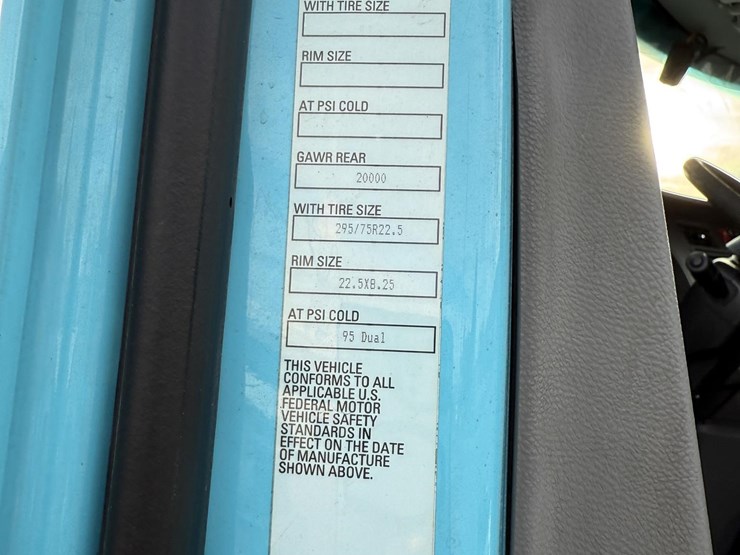 WITH TIRE SIZE
RIM SIZE
AT PSI COLD
GAWR REAR
20000
WITH TIRE SIZE
295/75R22.5
RIM SIZE
22.5X8.25
AT PSI COLD
95 Dual
THIS VEHICLE
CONFORMS TO ALL
APPLICABLE U.S.
FEDERAL MOTOR
VEHICLE SAFETY
STANDARDS IN
EFFECT ON THE DATE
OF MANUFACTURE
SHOWN ABOVE.